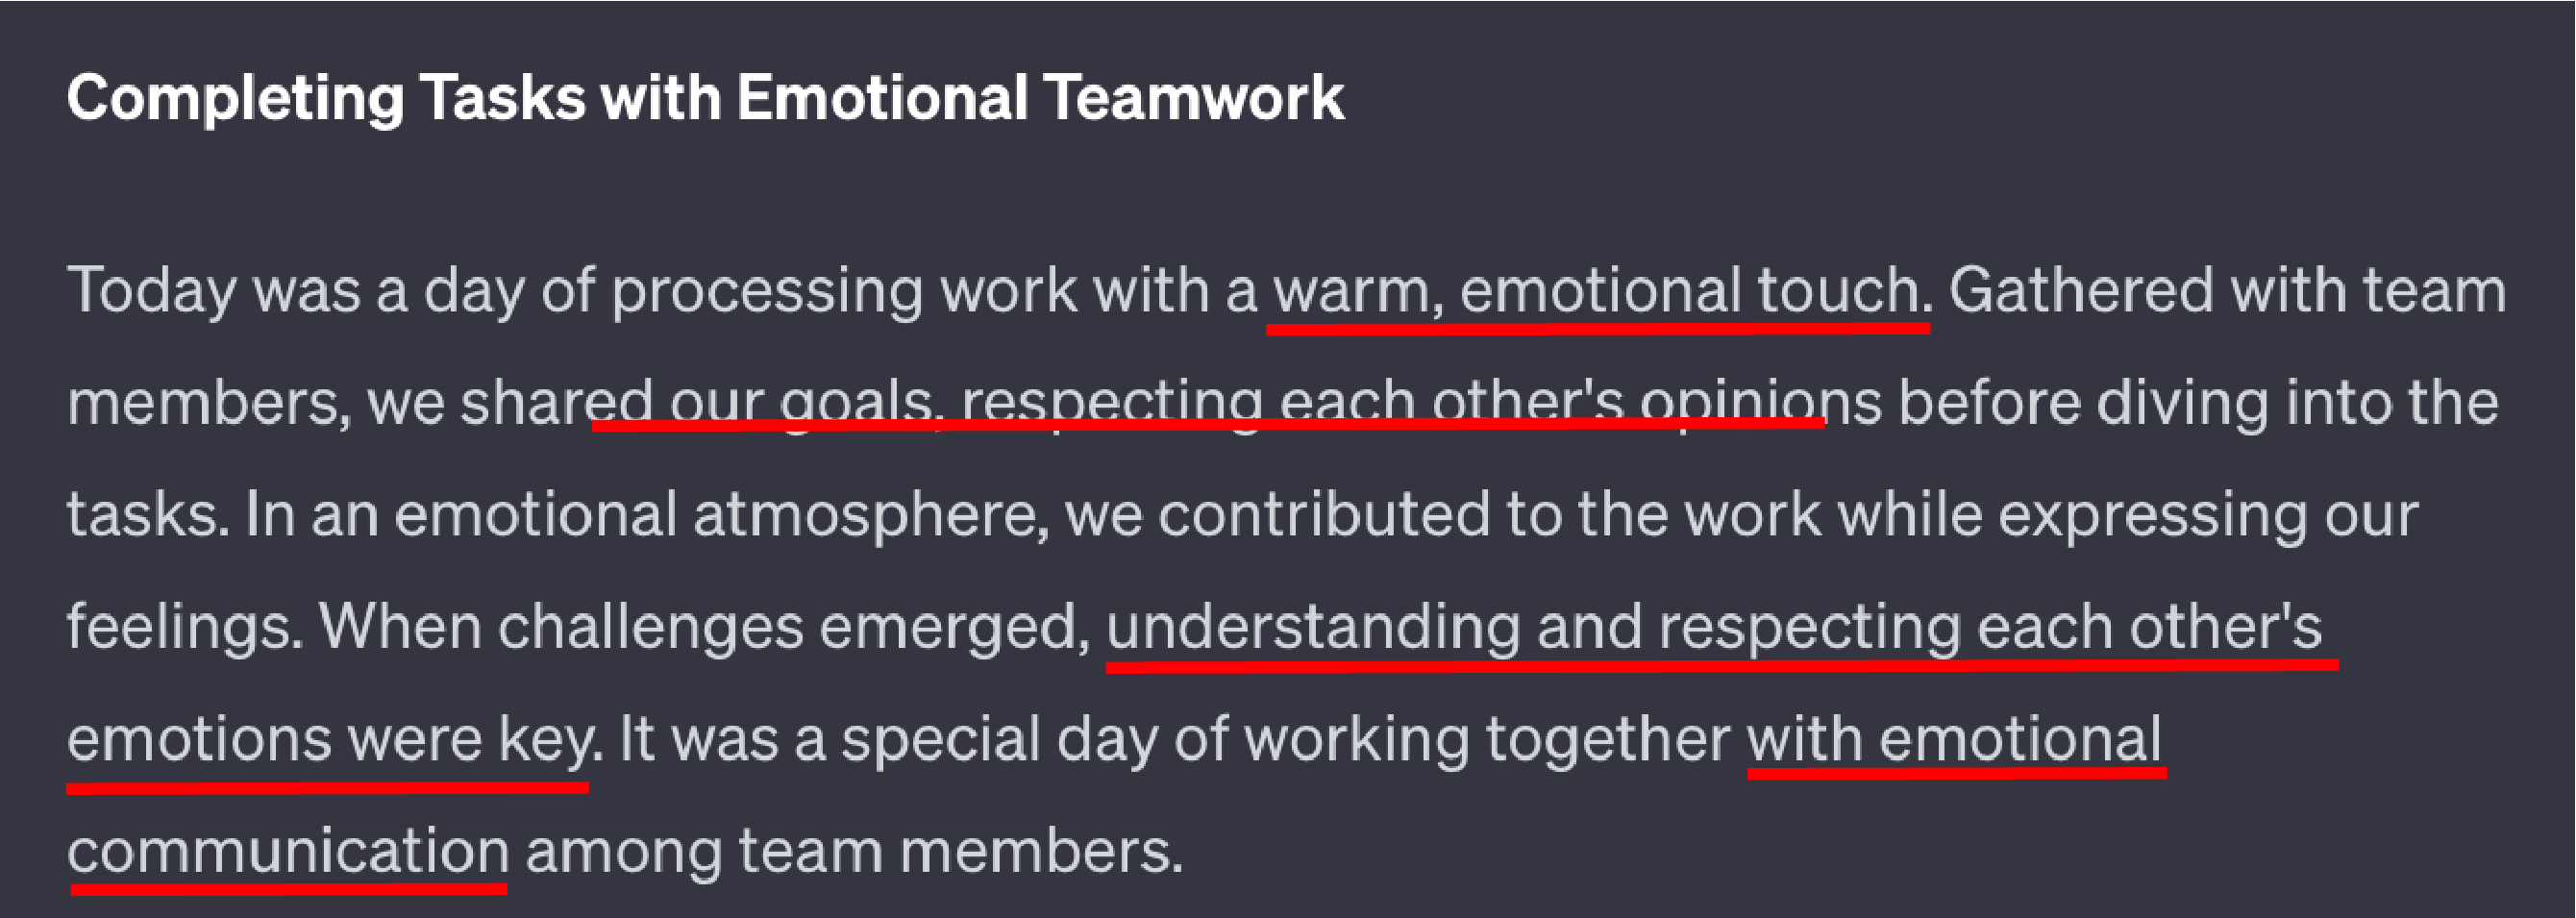 Completing Tasks with Emotional Teamwork
Today was a day of processing work with a warm, emotional touch. Gathered with team
members, we shared our goals, respecting each other's opinions before diving into the
tasks. In an emotional atmosphere, we contributed to the work while expressing our
feelings. When challenges emerged, understanding and respecting each other's
emotions were key. It was a special day of working together with emotional
communication among team members.